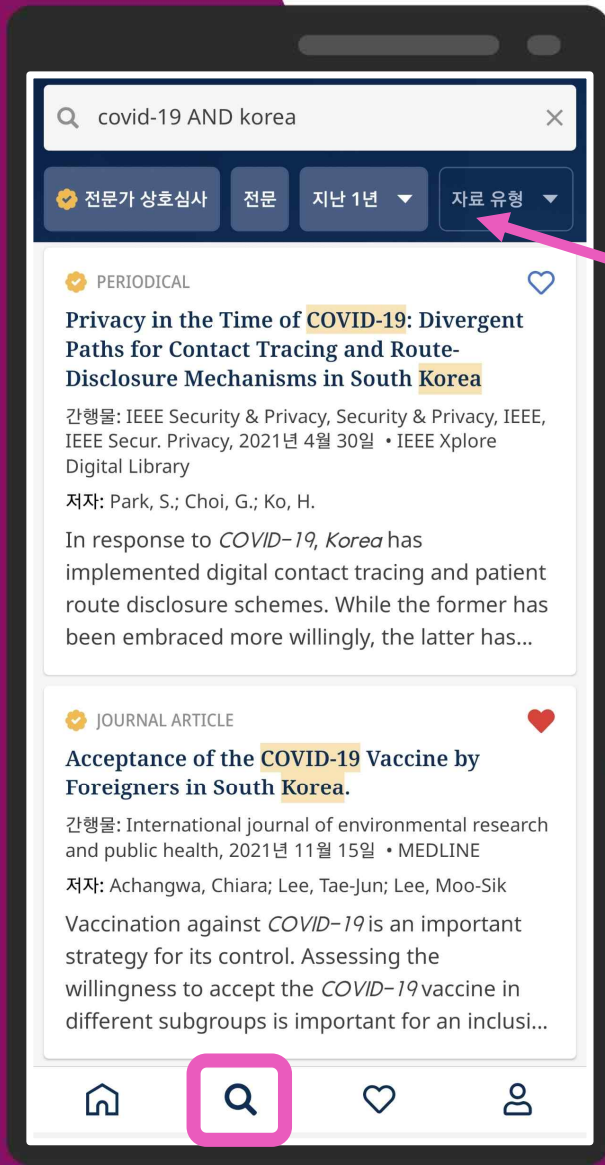 covid-19 AND korea
전문가 상호심사 전문 지난 1년 자료 유형
PERIODICAL
Privacy in the Time of COVID-19: Divergent
Paths for Contact Tracing and Route-
Disclosure Mechanisms in South Korea
간행물: IEEE Security & Privacy, Security & Privacy, IEEE,
IEEE Secur. Privacy, 2021년 4월 30일 • IEEE Xplore
Digital Library
저자: Park, S.; Choi, G.; Ko, H.
In response to COVID-19, Korea has
implemented digital contact tracing and patient
route disclosure schemes. While the former has
been embraced more willingly, the latter has...
JOURNAL ARTICLE
Acceptance of the COVID-19 Vaccine by
Foreigners in South Korea.
간행물: International journal of environmental research
and public health, 2021년 11월 15일 • MEDLINE
저자: Achangwa, Chiara; Lee, Tae-Jun; Lee, Moo-Sik
Vaccination against COVID-19 is an important
strategy for its control. Assessing the
willingness to accept the COVID-19 vaccine in
different subgroups is important for an inclusi...